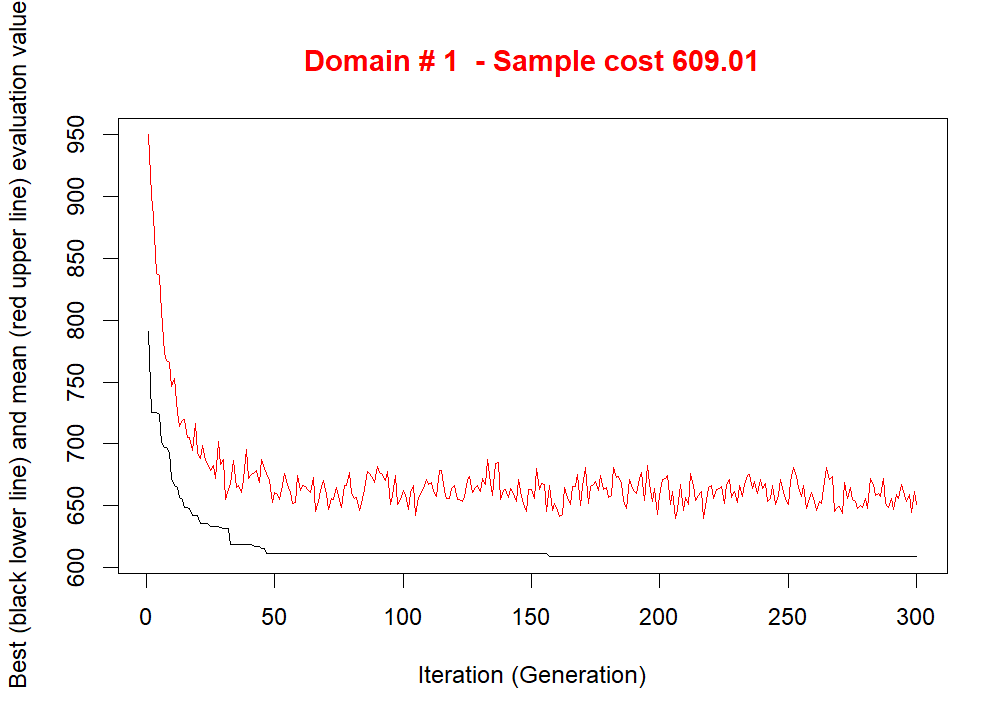 Domain # 1  - Sample cost 609.01
Best (black lower line) and mean (red upper line) evaluation value
950
900
850
800
750
700
650
600
0 50 100 150 200 250 300
Iteration (Generation)